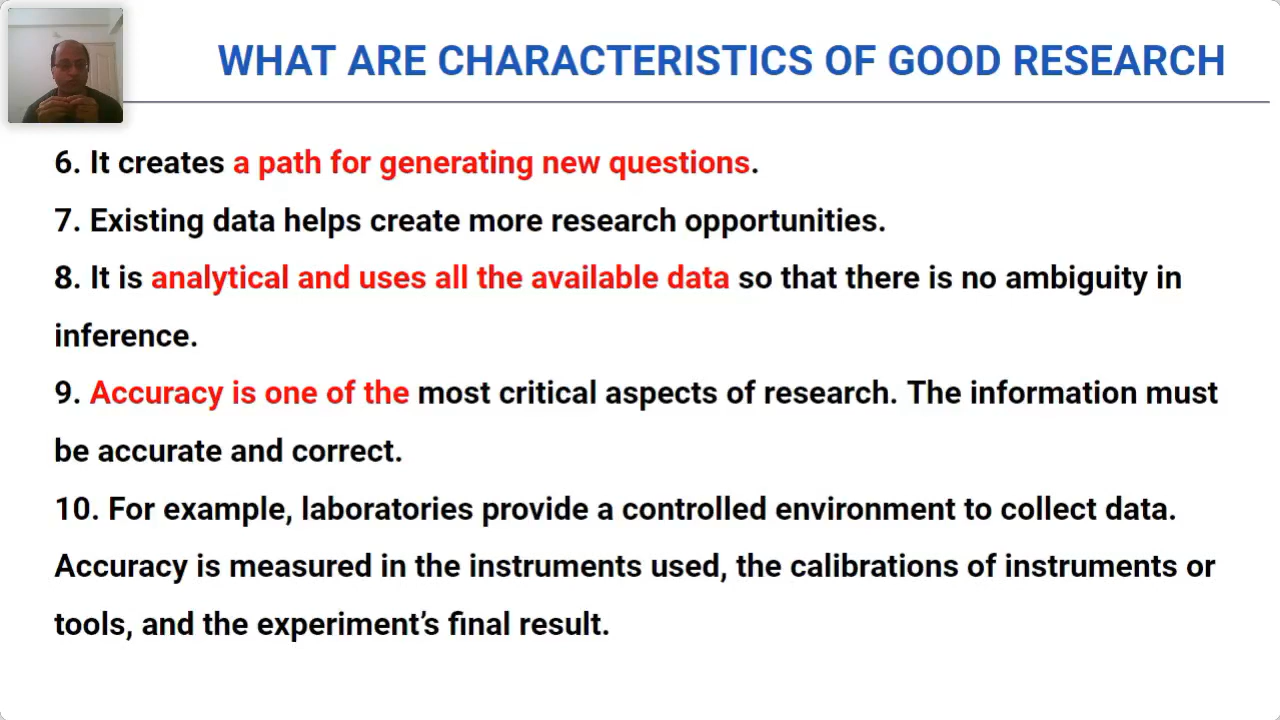 WHAT ARE CHARACTERISTICS OF GOOD RESEARCH
6. It creates a path for generating new questions.
7. Existing data helps create more research opportunities.
8. It is analytical and uses all the available data so that there is no ambiguity in
inference.
9. Accuracy is one of the most critical aspects of research. The information must
be accurate and correct.
10. For example, laboratories provide a controlled environment to collect data.
Accuracy is measured in the instruments used, the calibrations of instruments or
tools, and the experiment’s final result.